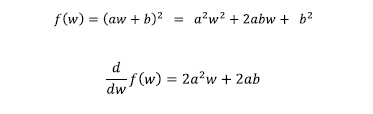 f(w) = (aw + b)² = a²w² + 2abw + b²
d/dw f(w) = 2a²w + 2ab